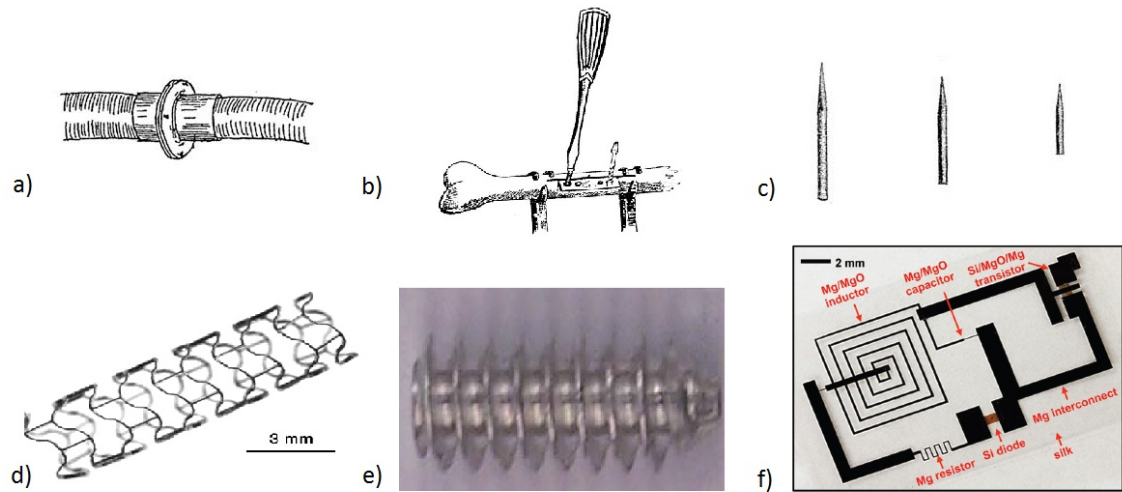 a)
b)
c)
d)
3 mm
e)
f)
2 mm
Mg/MgO
inductor
Mg/MgO
capacitor
Si/MgO/Mg
transistor
Mg resistor
Si diode
silk
Mg interconnect